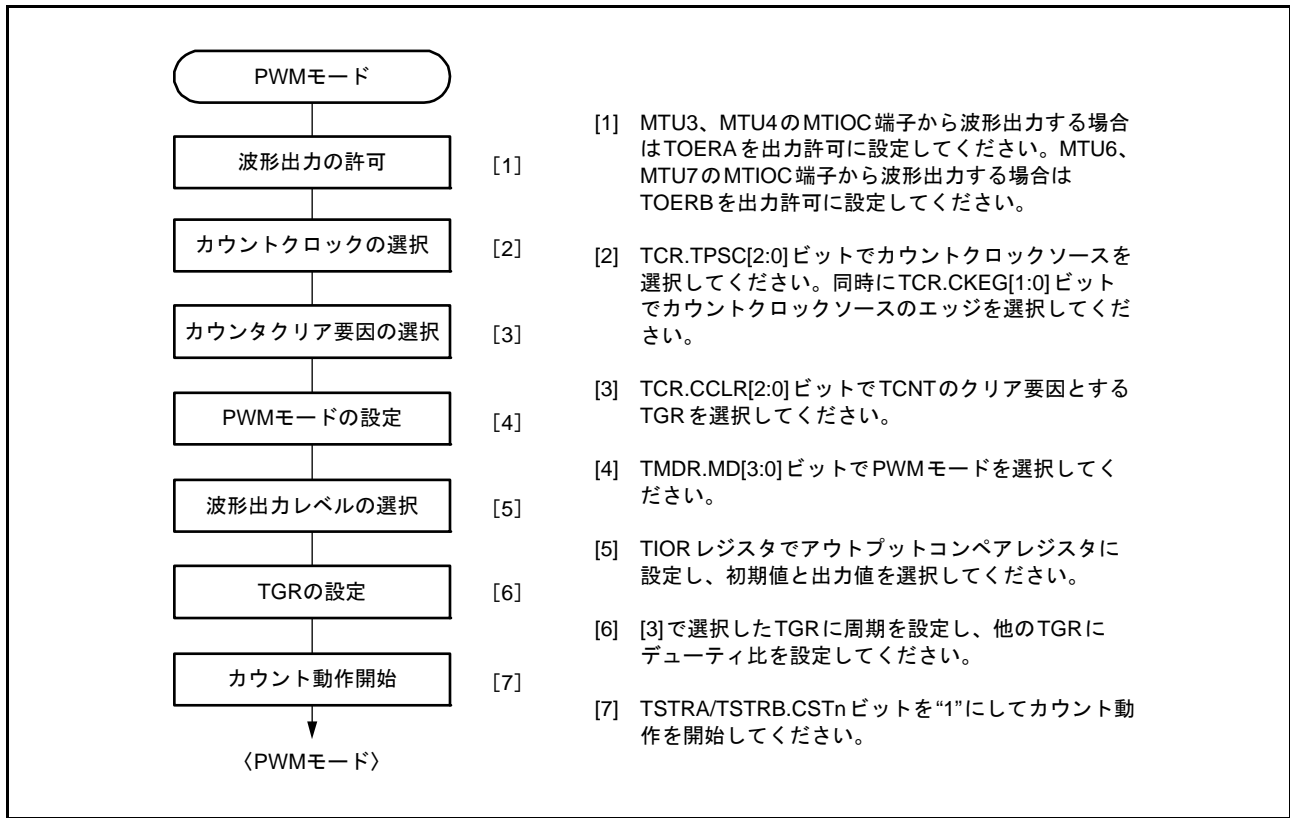 PWMモード
波形出力の許可
[1]
カウントクロックの選択
[2]
カウンタクリア要因の選択
[3]
PWMモードの設定
[4]
波形出力レベルの選択
[5]
TGRの設定
[6]
カウント動作開始
[7]
〈PWMモード〉
[1] MTU3、MTU4のMTIOC端子から波形出力する場合
はTOERAを出力許可に設定してください。MTU6、
MTU7のMTIOC端子から波形出力する場合は
TOERBを出力許可に設定してください。
[2] TCR.TPSC[2:0]ビットでカウントクロックソースを
選択してください。同時にTCR.CKEG[1:0]ビット
でカウントクロックソースのエッジを選択してくだ
さい。
[3] TCR.CCLR[2:0]ビットでTCNTのクリア要因とする
TGRを選択してください。
[4] TMDR.MD[3:0]ビットでPWMモードを選択してく
ださい。
[5] TIORレジスタでアウトプットコンペアレジスタに
設定し、初期値と出力値を選択してください。
[6] [3]で選択したTGRに周期を設定し、他のTGRに
デューティ比を設定してください。
[7] TSTRA/TSTRB.CSTnビットを“1”にしてカウント動
作を開始してください。